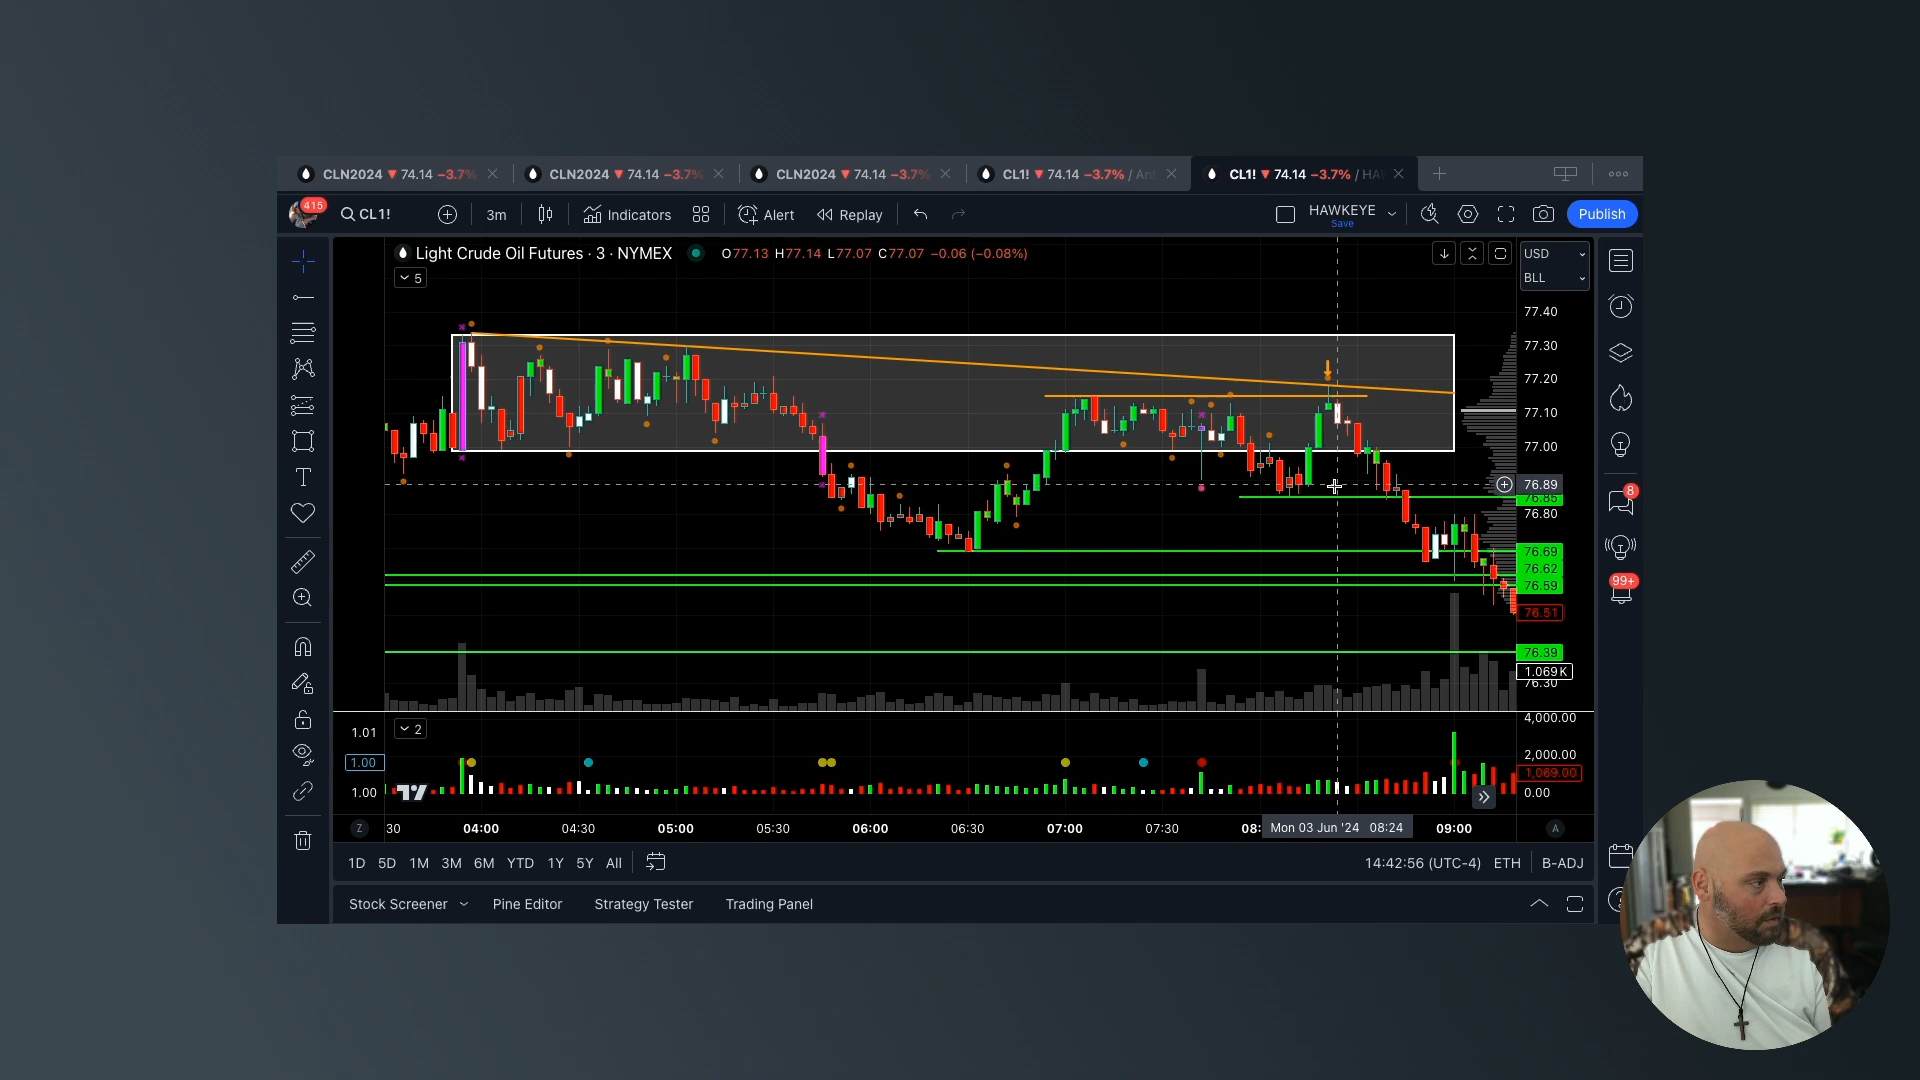 CLN2024 ▼ 74.14 −3.7%
CLN2024 ▼ 74.14 −3.7%
CLN2024 ▼ 74.14 −3.7%
CL1! ▼ 74.14 −3.7% / An
CL1! ▼ 74.14 −3.7% / HA
415
CL1!
3m
Indicators
Alert
Replay
HAWKEYE
Save
Publish
Light Crude Oil Futures · 3 · NYMEX
O77.13 H77.14 L77.07 C77.07 −0.06 (−0.08%)
5
USD
BLL
77.40
77.30
77.20
77.10
77.00
76.89
76.85
76.80
76.69
76.62
76.59
76.51
76.39
1.069K
76.30
8
99+
2
1.01
1.00
1.00
4,000.00
2,000.00
1,069.00
0.00
Z
30
04:00
04:30
05:00
05:30
06:00
06:30
07:00
07:30
08:
Mon 03 Jun '24 08:24
09:00
A
1D 5D 1M 3M 6M YTD 1Y 5Y All
14:42:56 (UTC-4) ETH B-ADJ
Stock Screener
Pine Editor
Strategy Tester
Trading Panel